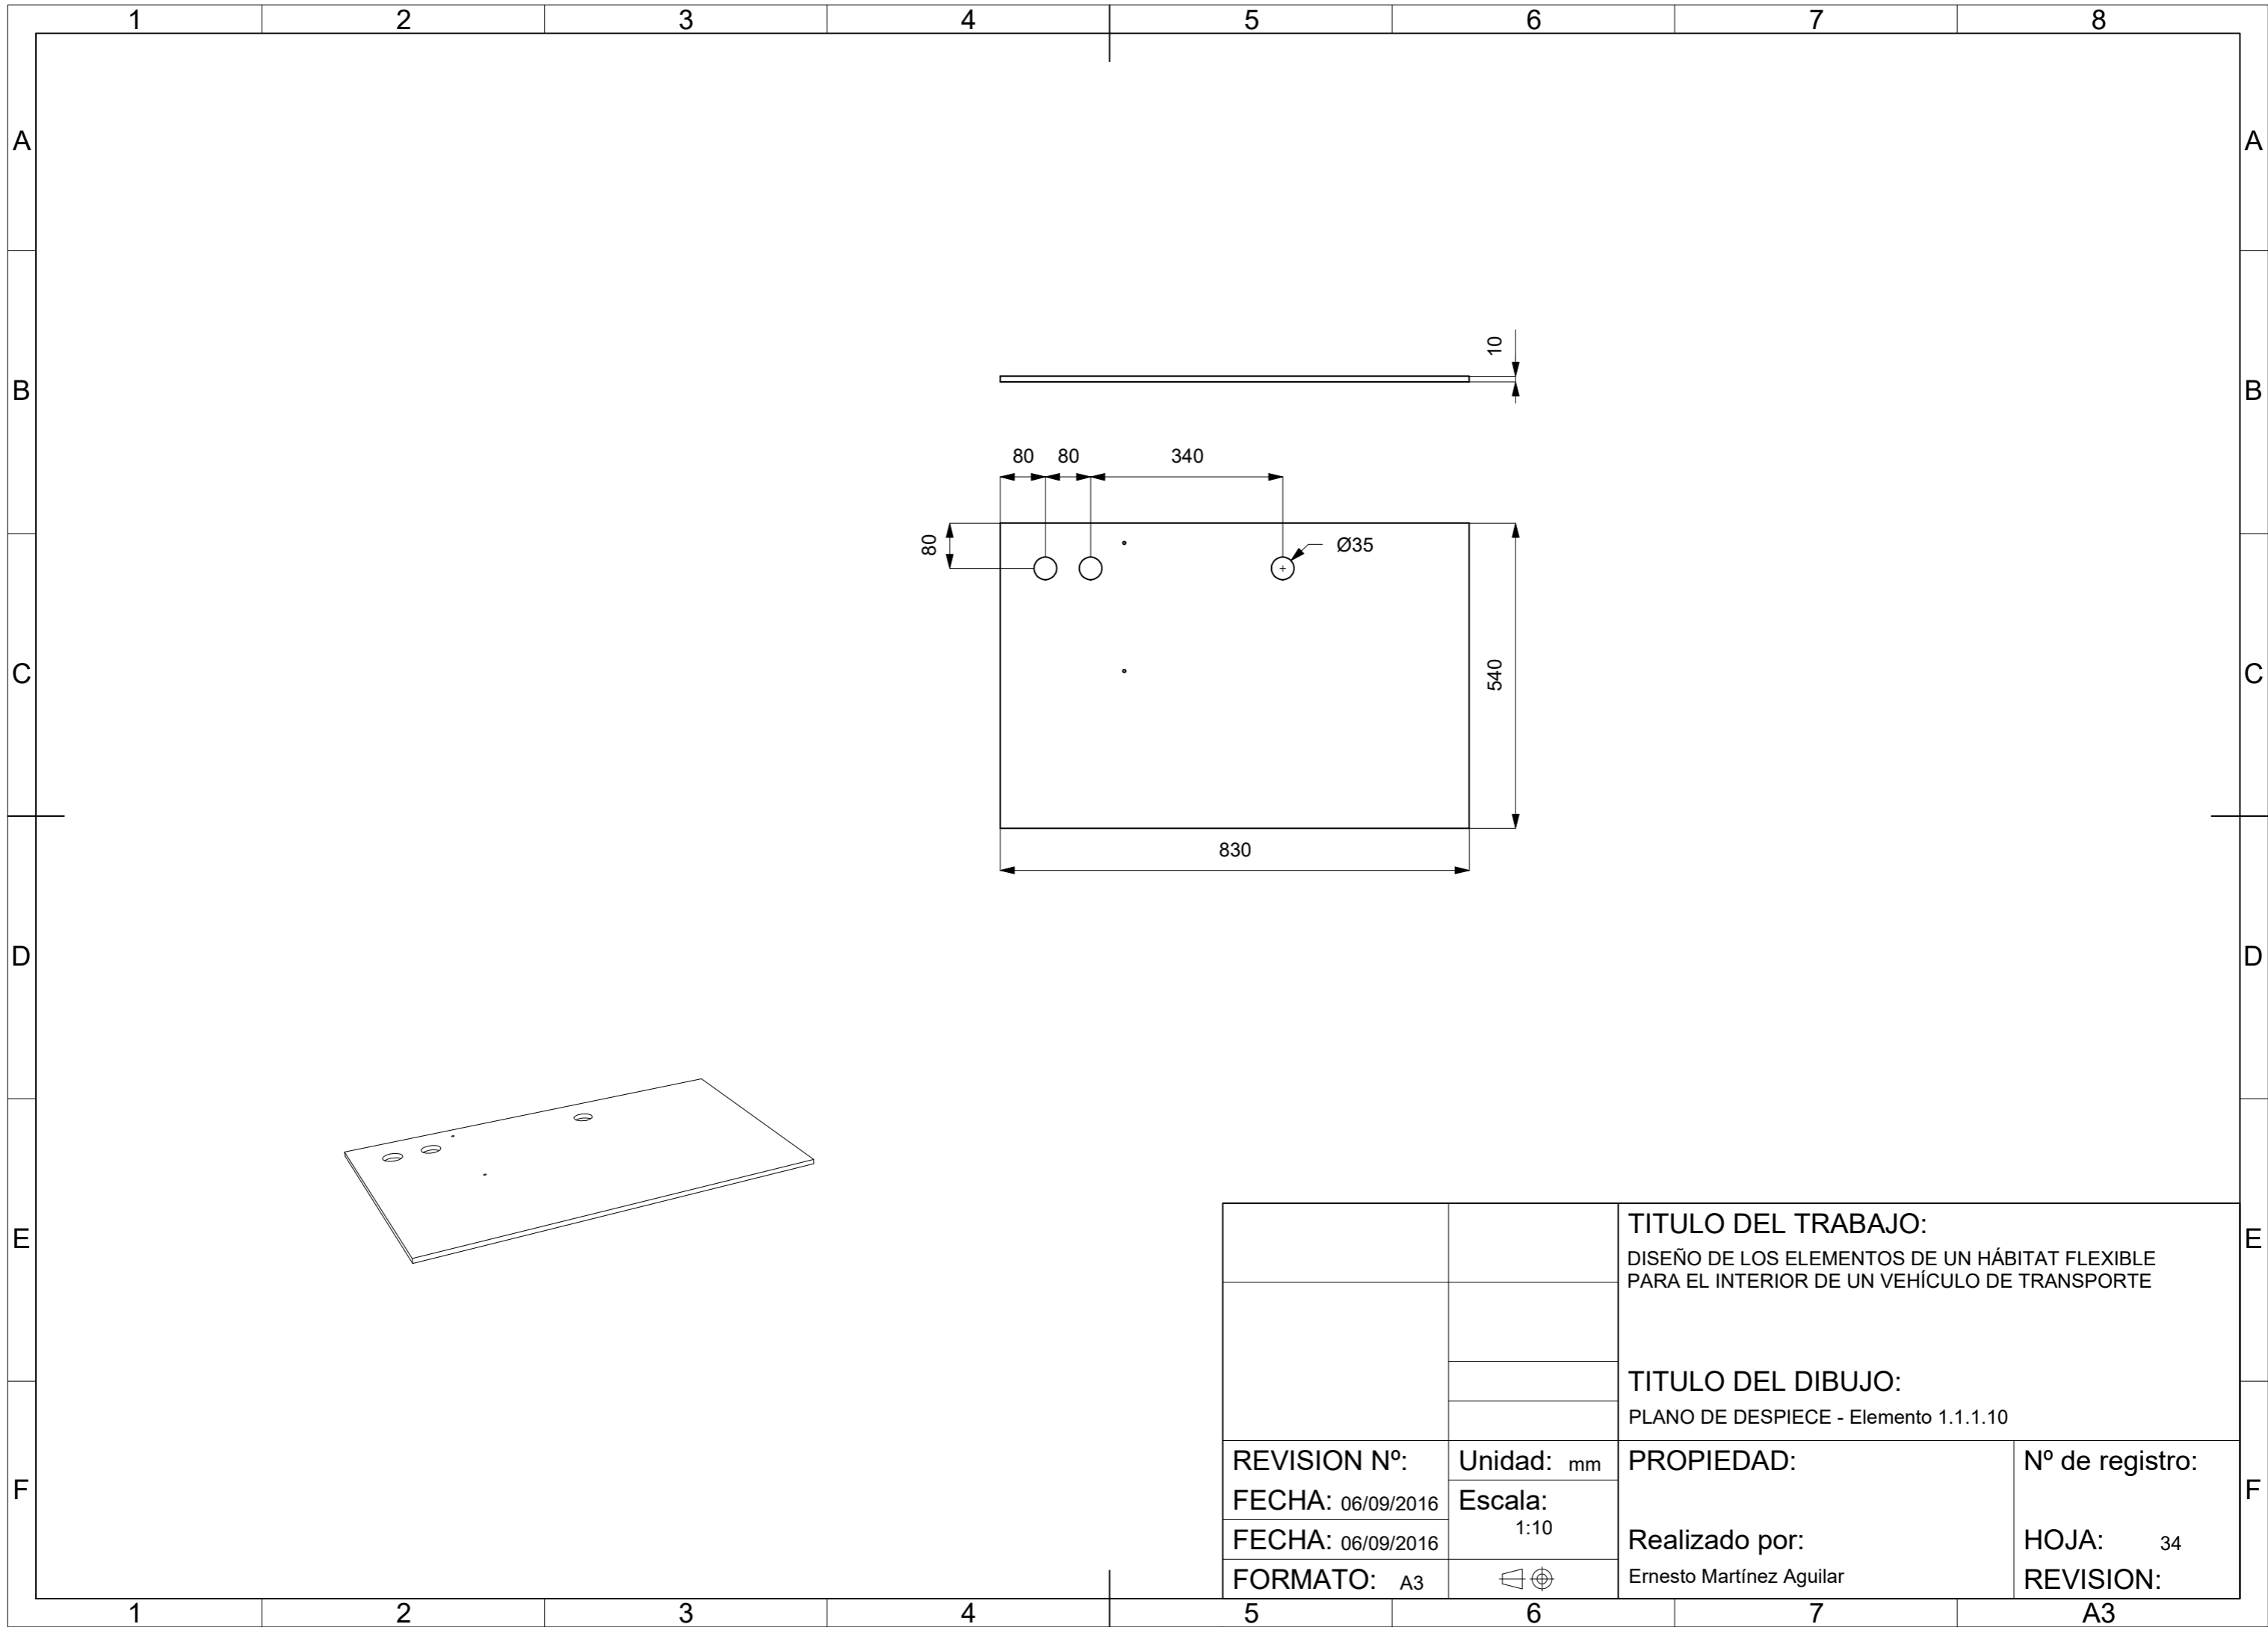 1 2 3 4 5 6 7 8
A A
B B
C C
D D
E E
F F
10
80 80 340
80
Ø35
540
830
TITULO DEL TRABAJO:
DISEÑO DE LOS ELEMENTOS DE UN HÁBITAT FLEXIBLE
PARA EL INTERIOR DE UN VEHÍCULO DE TRANSPORTE
TITULO DEL DIBUJO:
PLANO DE DESPIECE - Elemento 1.1.1.10
REVISION Nº: Unidad: mm PROPIEDAD: Nº de registro:
FECHA: 06/09/2016 Escala:
1:10
FECHA: 06/09/2016 Realizado por: HOJA: 34
FORMATO: A3 Ernesto Martínez Aguilar REVISION:
1 2 3 4 5 6 7 A3